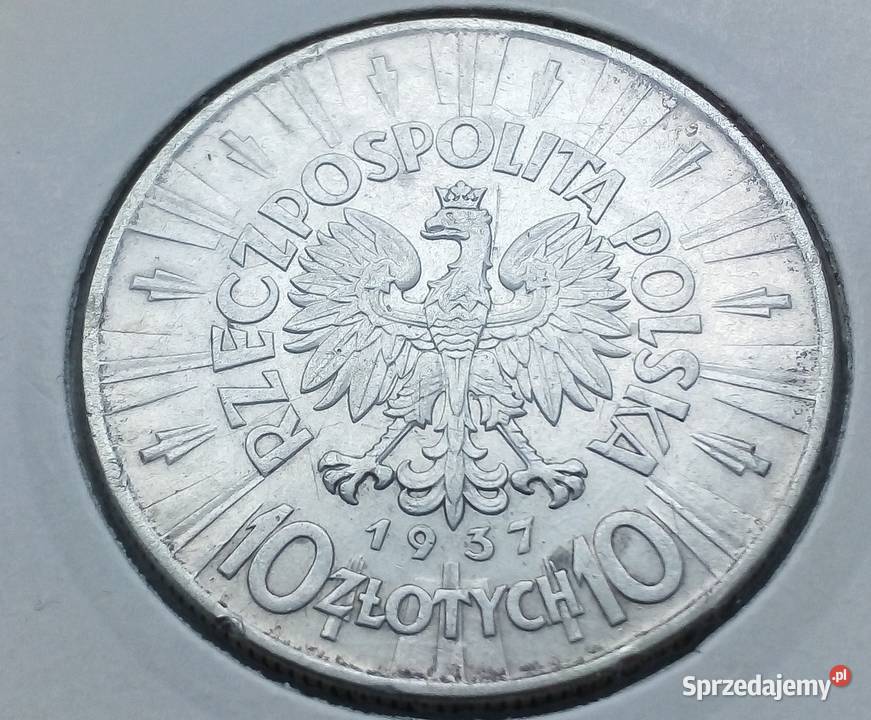 RZECZPOSPOLITA POLSKA
1937
10 ZŁOTYCH 10
Sprzedajemy.pl